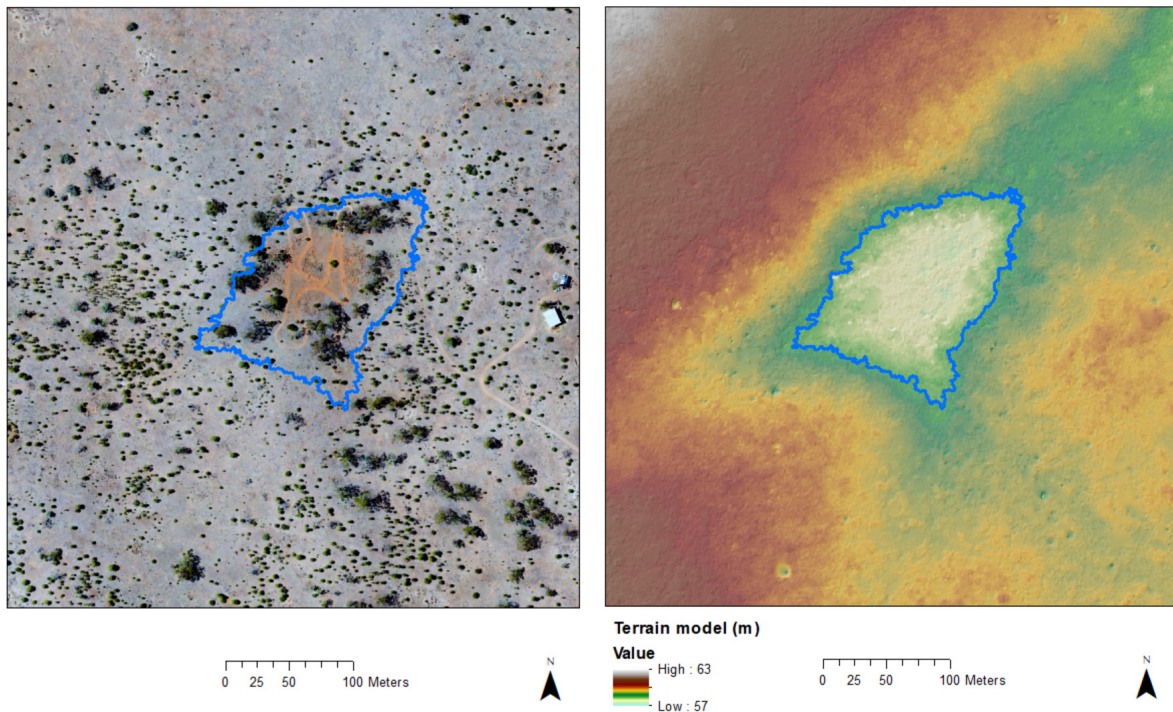 0 25 50 100 Meters
N
Terrain model (m)
Value
High : 63
Low : 57
0 25 50 100 Meters
N